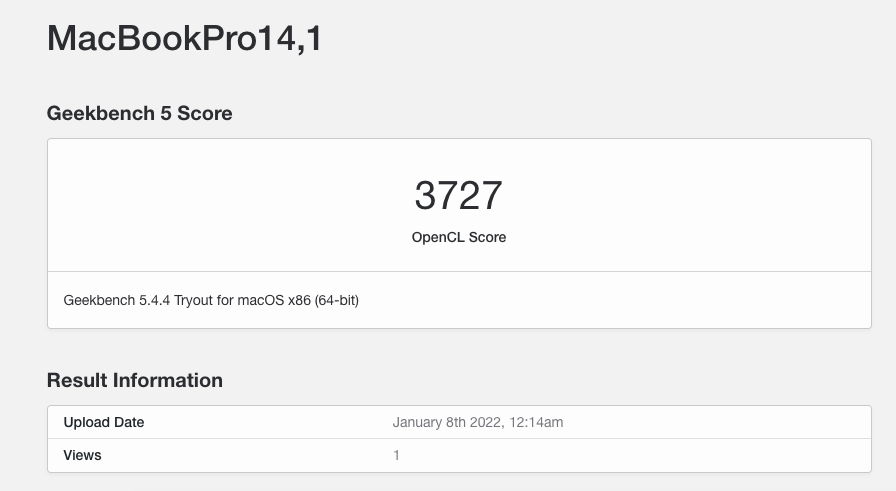 MacBookPro14,1
Geekbench 5 Score
3727
OpenCL Score
Geekbench 5.4.4 Tryout for macOS x86 (64-bit)
Result Information
Upload Date January 8th 2022, 12:14am
Views 1